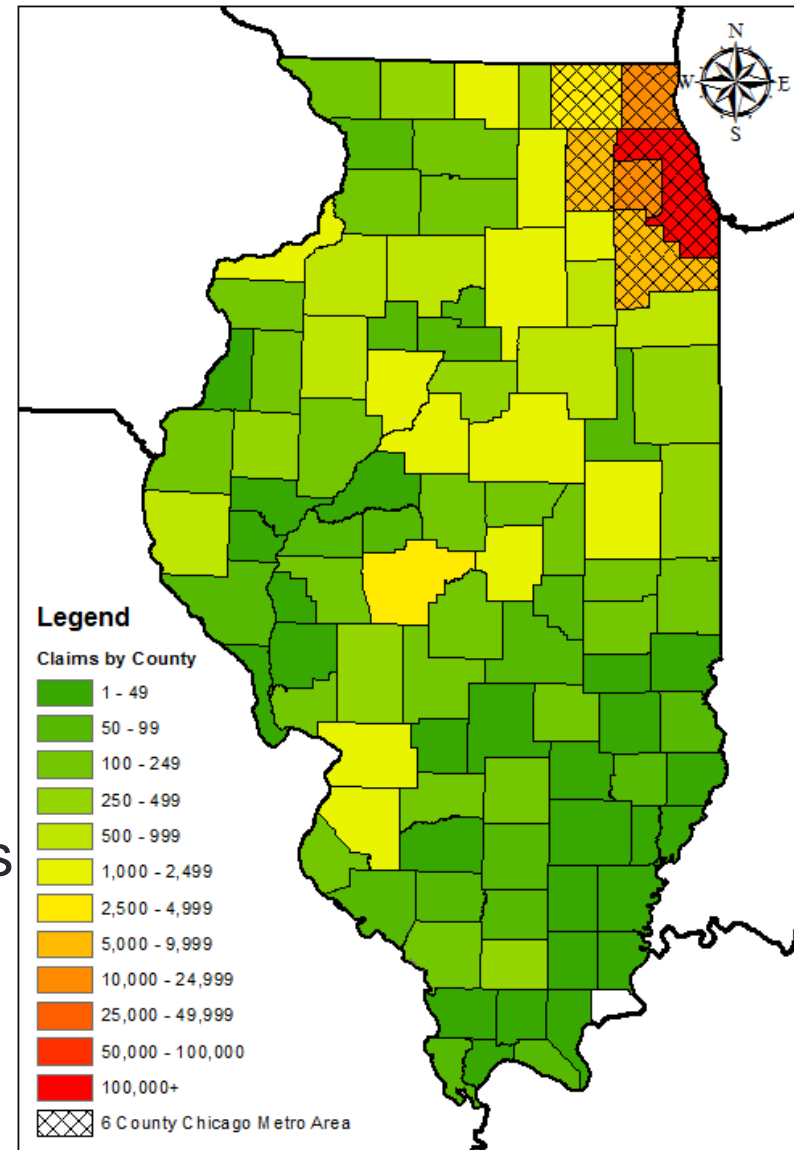 N
W E
S
Legend
Claims by County
1 - 49
50 - 99
100 - 249
250 - 499
500 - 999
1,000 - 2,499
2,500 - 4,999
5,000 - 9,999
10,000 - 24,999
25,000 - 49,999
50,000 - 100,000
100,000+
6 County Chicago Metro Area
s